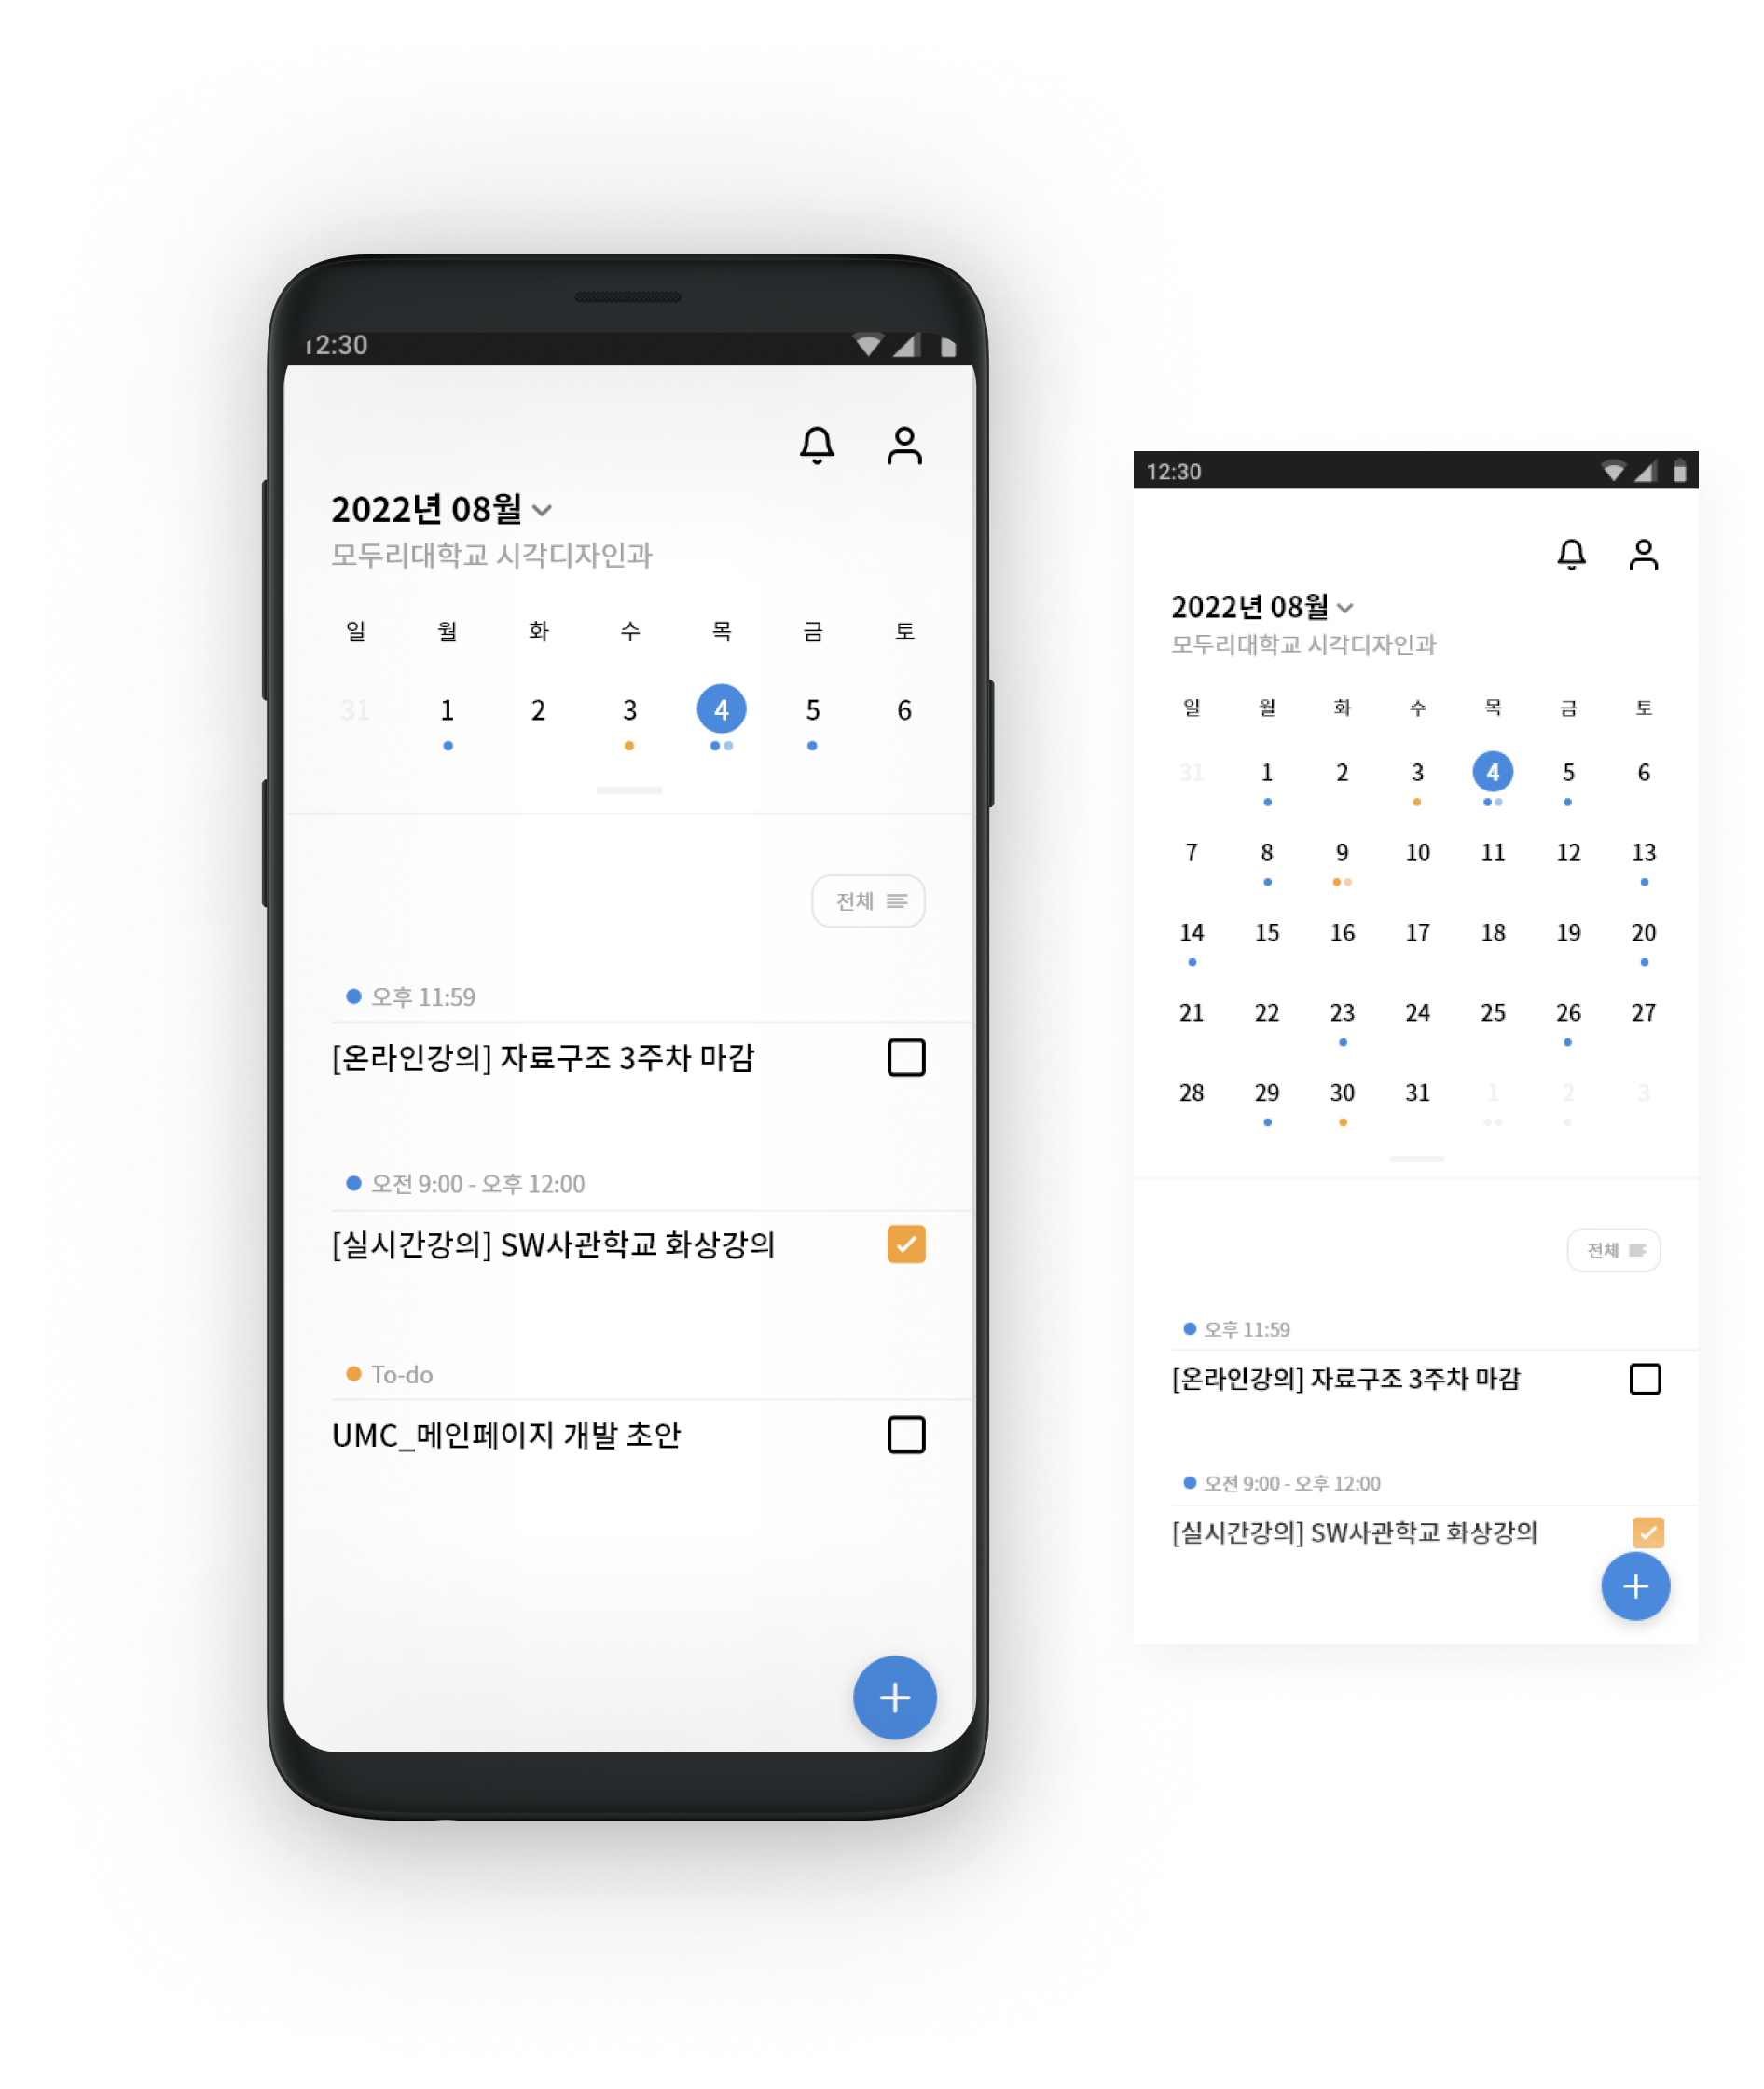 12:30
2022년 08월
모두리대학교 시각디자인과
일 월 화 수 목 금 토
31 1 2 3 4 5 6
전체
오후 11:59
[온라인강의] 자료구조 3주차 마감
오전 9:00 - 오후 12:00
[실시간강의] SW사관학교 화상강의
To-do
UMC_메인페이지 개발 초안
12:30
2022년 08월
모두리대학교 시각디자인과
일 월 화 수 목 금 토
31 1 2 3 4 5 6
7 8 9 10 11 12 13
14 15 16 17 18 19 20
21 22 23 24 25 26 27
28 29 30 31 1 2 3
전체
오후 11:59
[온라인강의] 자료구조 3주차 마감
오전 9:00 - 오후 12:00
[실시간강의] SW사관학교 화상강의